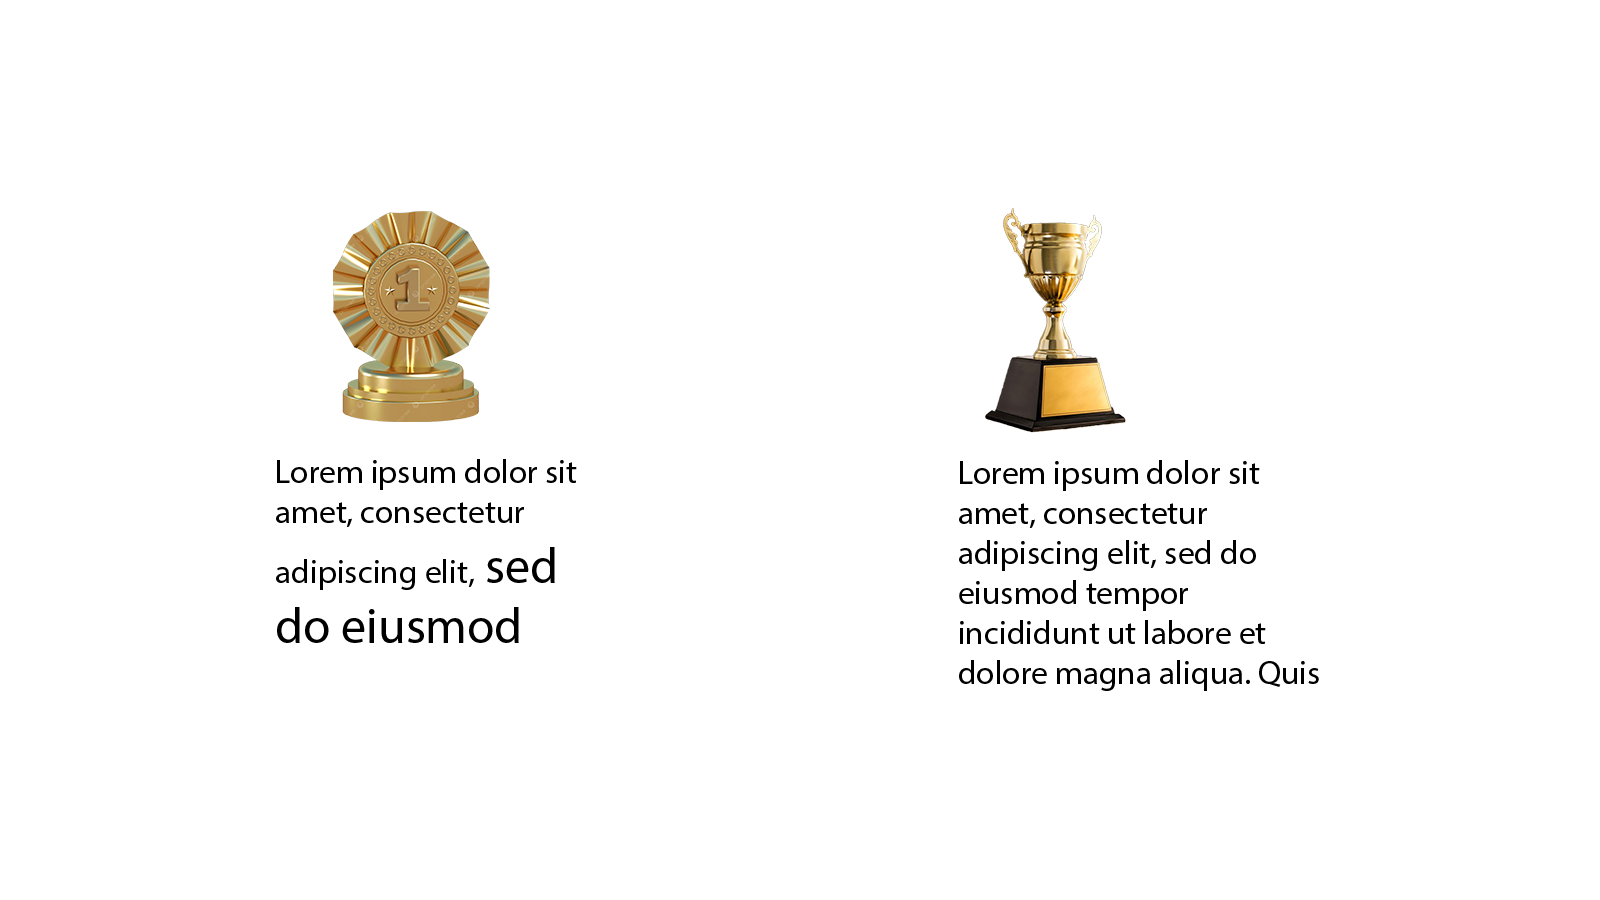 1
Lorem ipsum dolor sit
amet, consectetur
adipiscing elit, sed
do eiusmod
Lorem ipsum dolor sit
amet, consectetur
adipiscing elit, sed do
eiusmod tempor
incididunt ut labore et
dolore magna aliqua. Quis